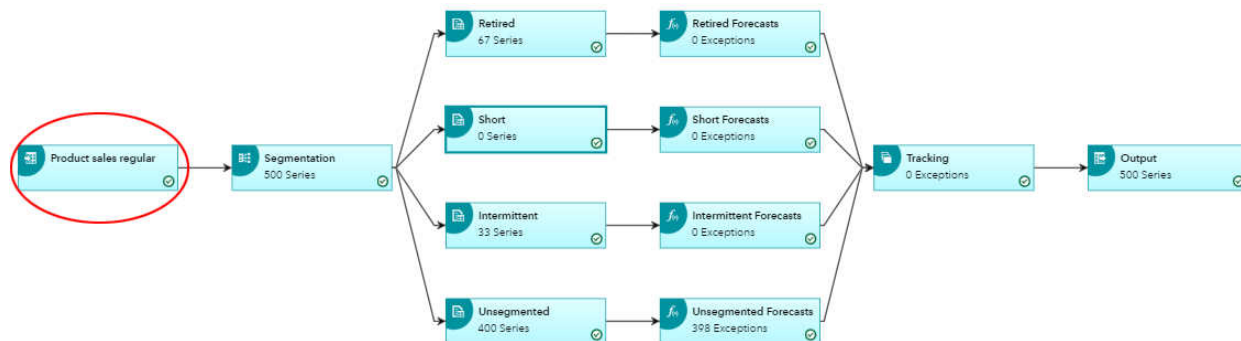 Product sales regular
Segmentation
500 Series
Retired
67 Series
Retired Forecasts
0 Exceptions
Short
0 Series
Short Forecasts
0 Exceptions
Intermittent
33 Series
Intermittent Forecasts
0 Exceptions
Unsegmented
400 Series
Unsegmented Forecasts
398 Exceptions
Tracking
0 Exceptions
Output
500 Series